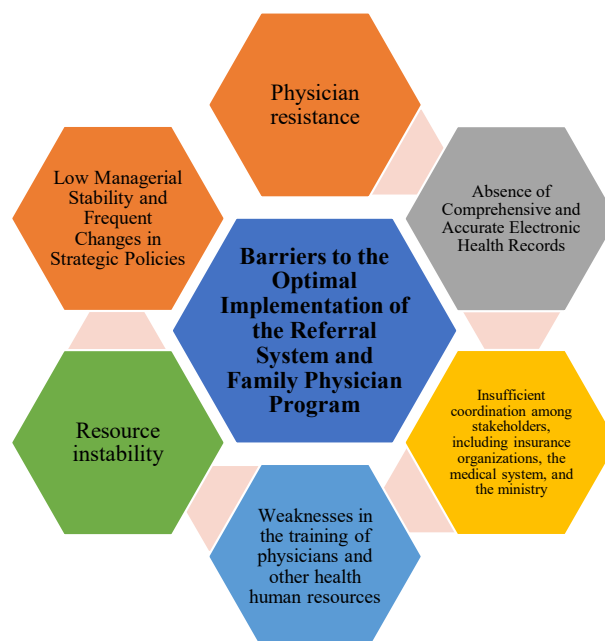 Physician
resistance
Low Managerial
Stability and
Frequent
Changes in
Strategic Policies
Absence of
Comprehensive and
Accurate Electronic
Health Records
Barriers to the
Optimal
Implementation of
the Referral
System and
Family Physician
Program
Resource
instability
Insufficient
coordination among
stakeholders,
including insurance
organizations, the
medical system, and
the ministry
Weaknesses in
the training of
physicians and
other health
human resources